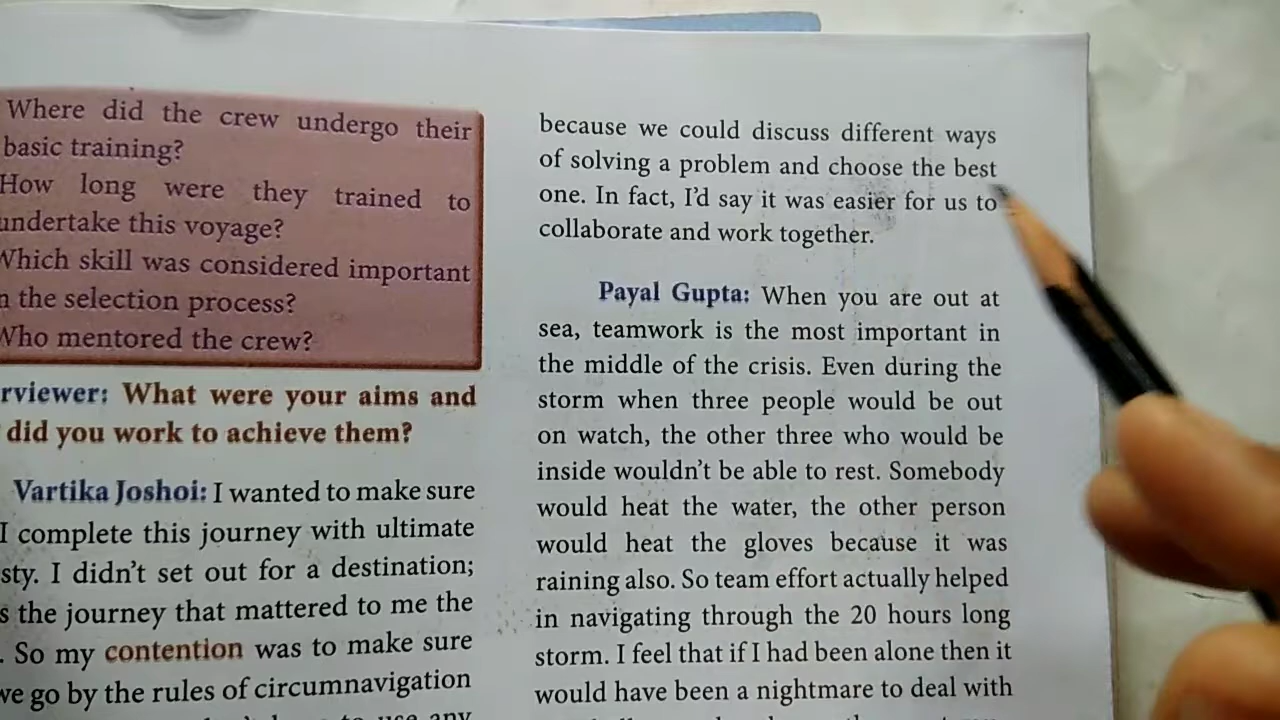 Where did the crew undergo their
basic training?
How long were they trained to
undertake this voyage?
Which skill was considered important
the selection process?
Who mentored the crew?
rviewer: What were your aims and
did you work to achieve them?
Vartika Joshoi: I wanted to make sure
I complete this journey with ultimate
sty. I didn't set out for a destination;
s the journey that mattered to me the
. So my contention was to make sure
we go by the rules of circumnavigation
any
because we could discuss different ways
of solving a problem and choose the best
one. In fact, I'd say it was easier for us to
collaborate and work together.
Payal Gupta: When you are out at
sea, teamwork is the most important in
the middle of the crisis. Even during the
storm when three people would be out
on watch, the other three who would be
inside wouldn't be able to rest. Somebody
would heat the water, the other person
would heat the gloves because it was
raining also. So team effort actually helped
in navigating through the 20 hours long
storm. I feel that if I had been alone then it
would have been a nightmare to deal with